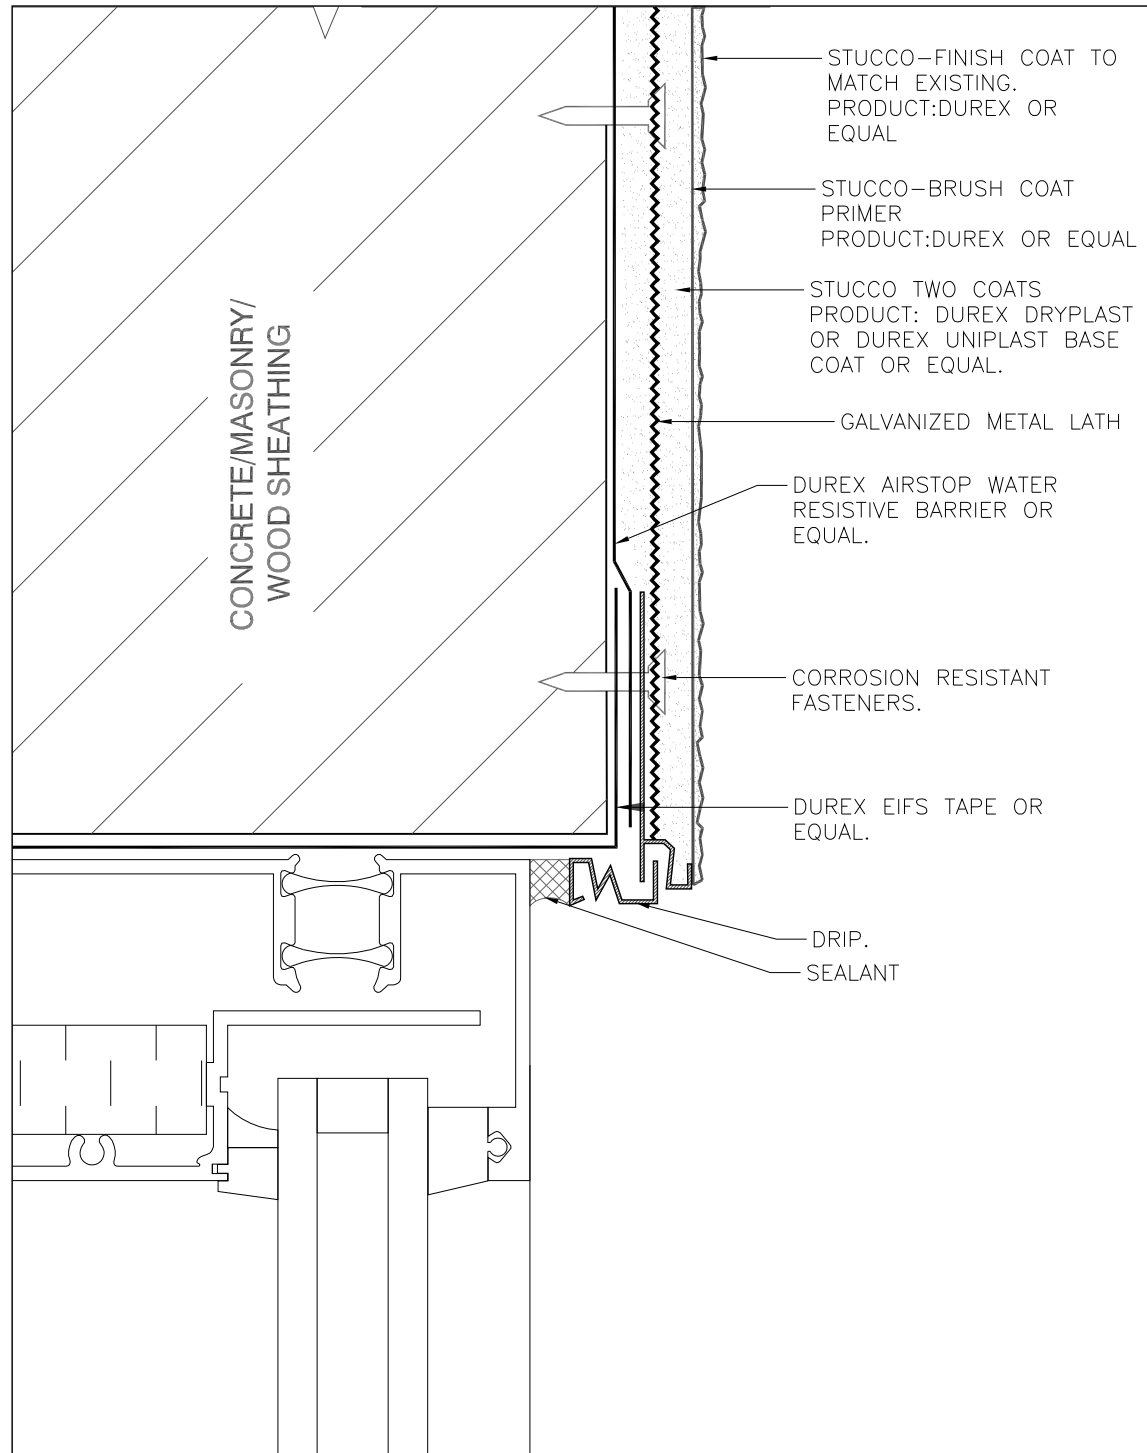 STUCCO-FINISH COAT TO
MATCH EXISTING.
PRODUCT:DUREX OR
EQUAL
STUCCO-BRUSH COAT
PRIMER
PRODUCT:DUREX OR EQUAL
STUCCO TWO COATS
PRODUCT: DUREX DRYPLAST
OR DUREX UNIPLAST BASE
COAT OR EQUAL.
GALVANIZED METAL LATH
DUREX AIRSTOP WATER
RESISTIVE BARRIER OR
EQUAL.
CONCRETE/MASONRY/
WOOD SHEATHING
CORROSION RESISTANT
FASTENERS.
DUREX EIFS TAPE OR
EQUAL.
DRIP.
SEALANT